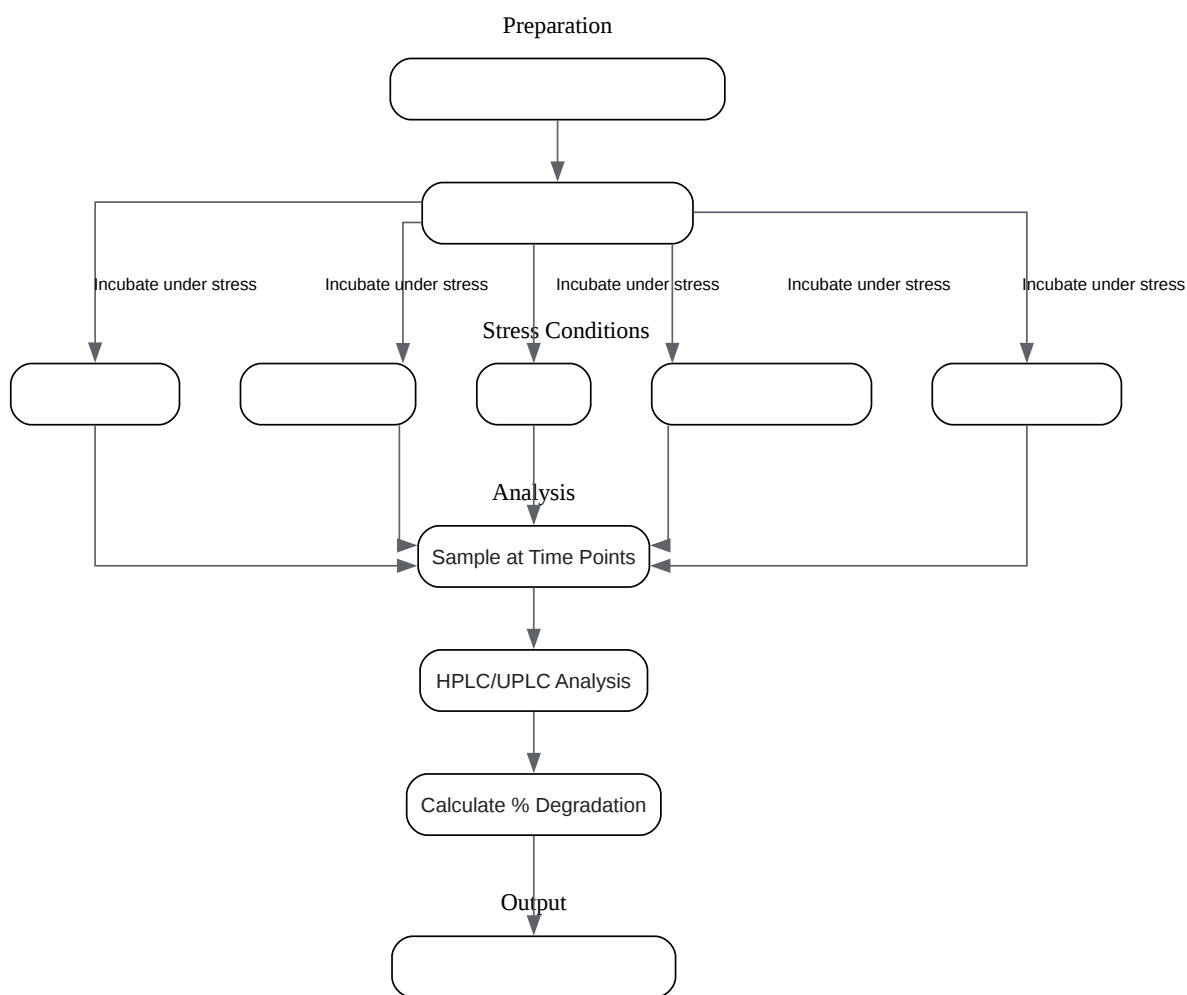 Preparation
Incubate under stress
Incubate under stress
Incubate under stress
Incubate under stress
Incubate under stress
Stress Conditions
Analysis
Sample at Time Points
HPLC/UPLC Analysis
Calculate % Degradation
Output